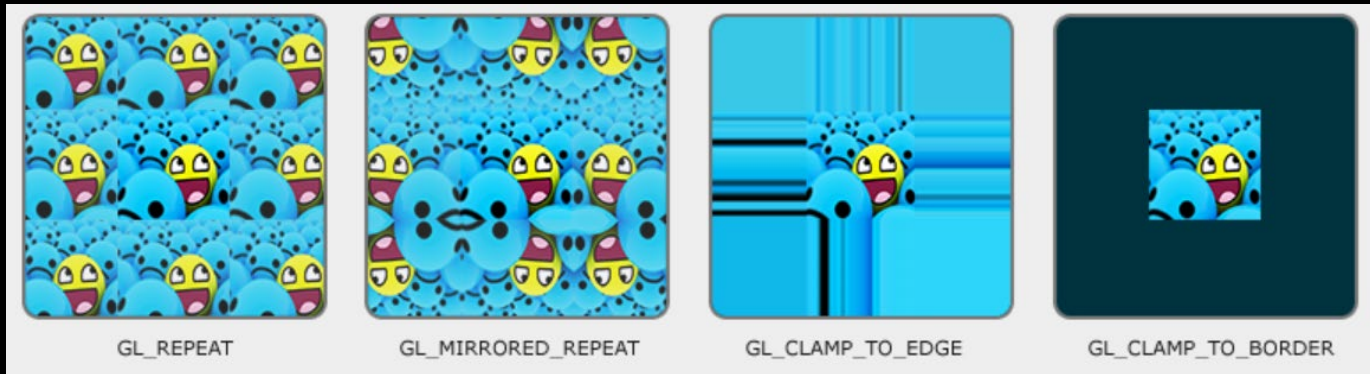 GL_REPEAT
GL_MIRRORED_REPEAT
GL_CLAMP_TO_EDGE
GL_CLAMP_TO_BORDER